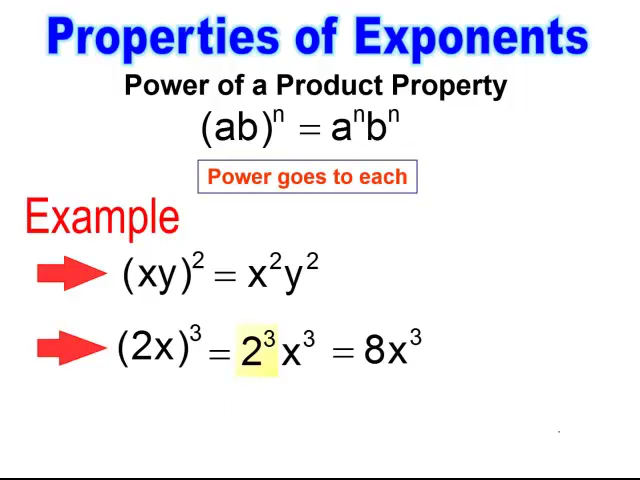 Properties of Exponents
Power of a Product Property
(ab)ⁿ = aⁿbⁿ
Power goes to each
Example
(xy)² = x²y²
(2x)³ = 2³x³ = 8x³